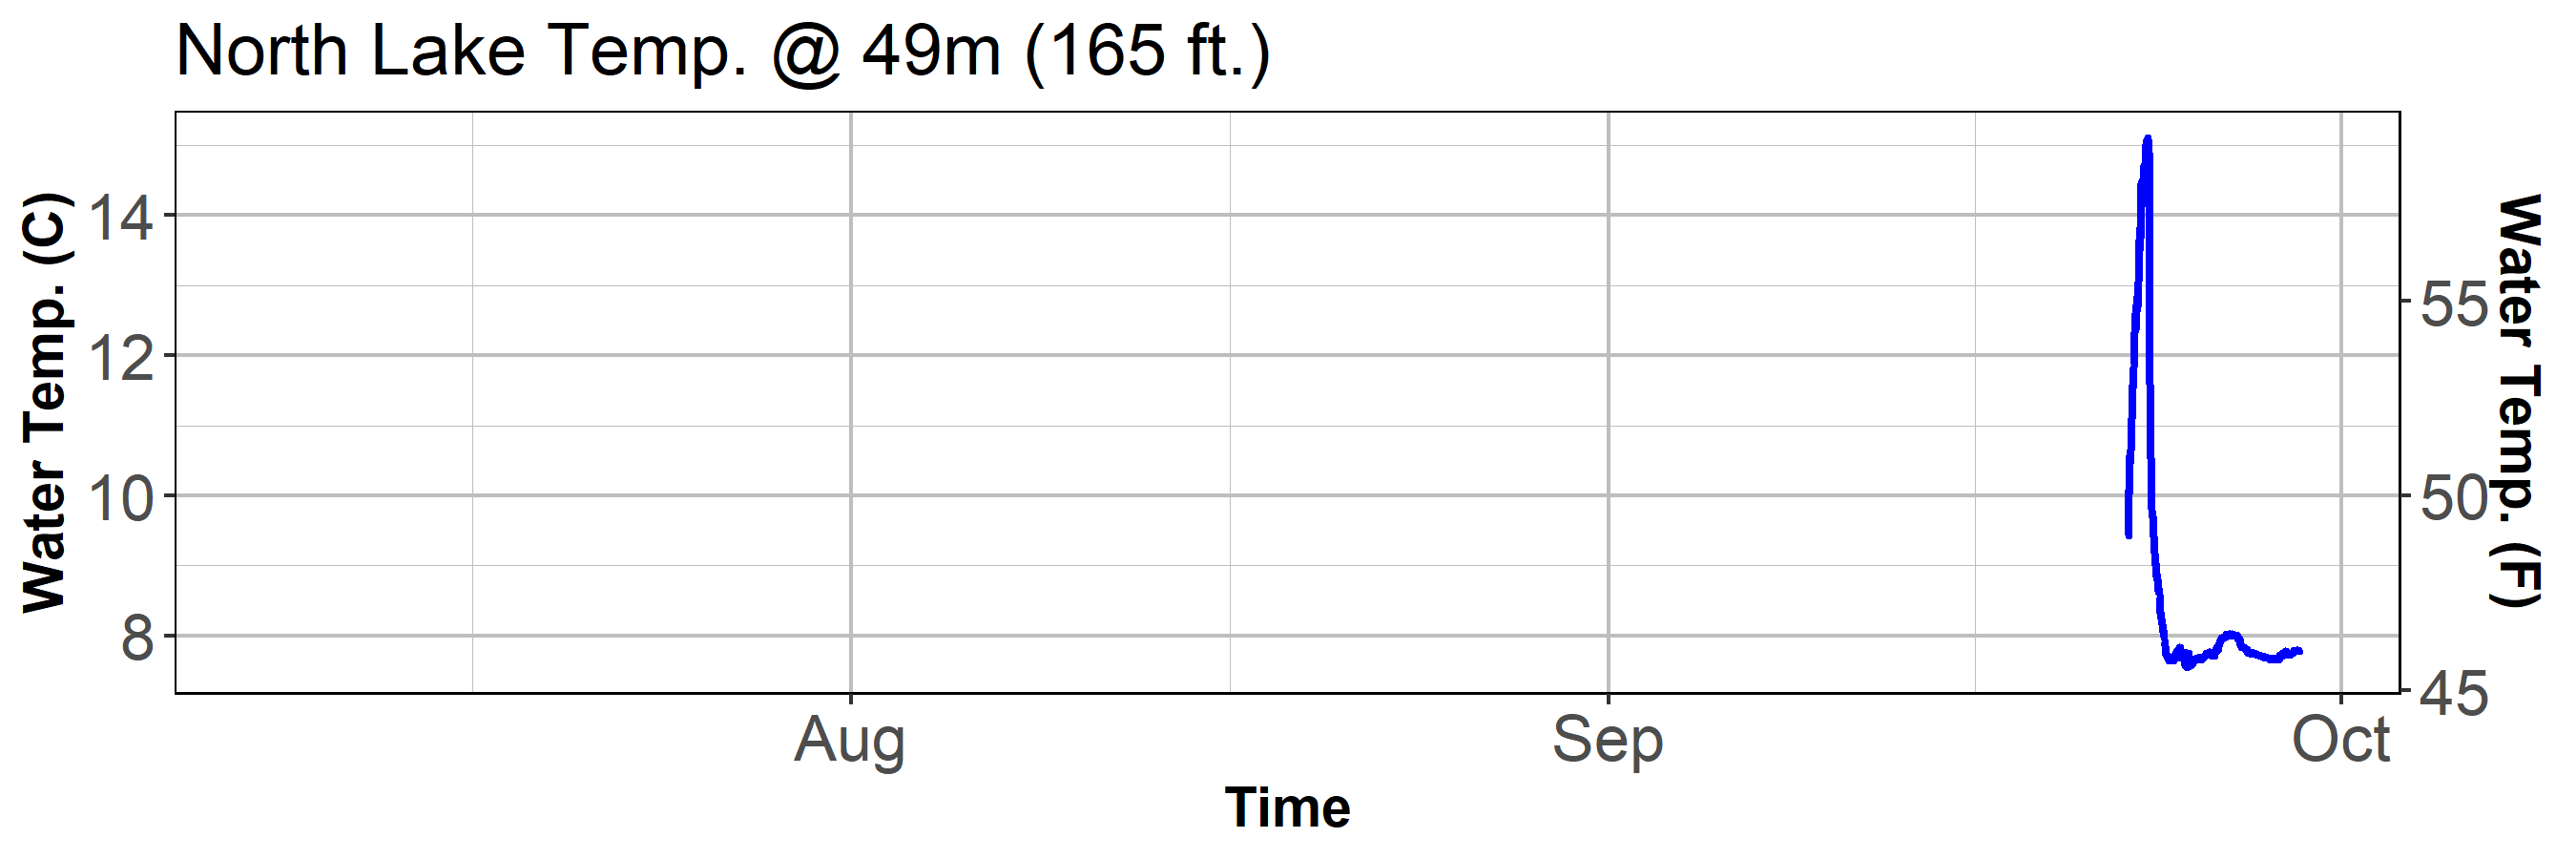 North Lake Temp. @ 49m (165 ft.)
Water Temp. (C)
14
12
10
8
55
50
45
Water Temp. (F)
Aug Sep Oct
Time